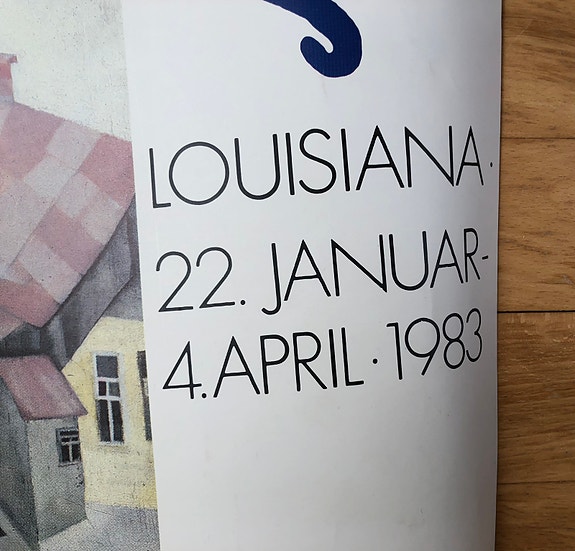 LOUISIANA·
22. JANUAR-
4. APRIL · 1983